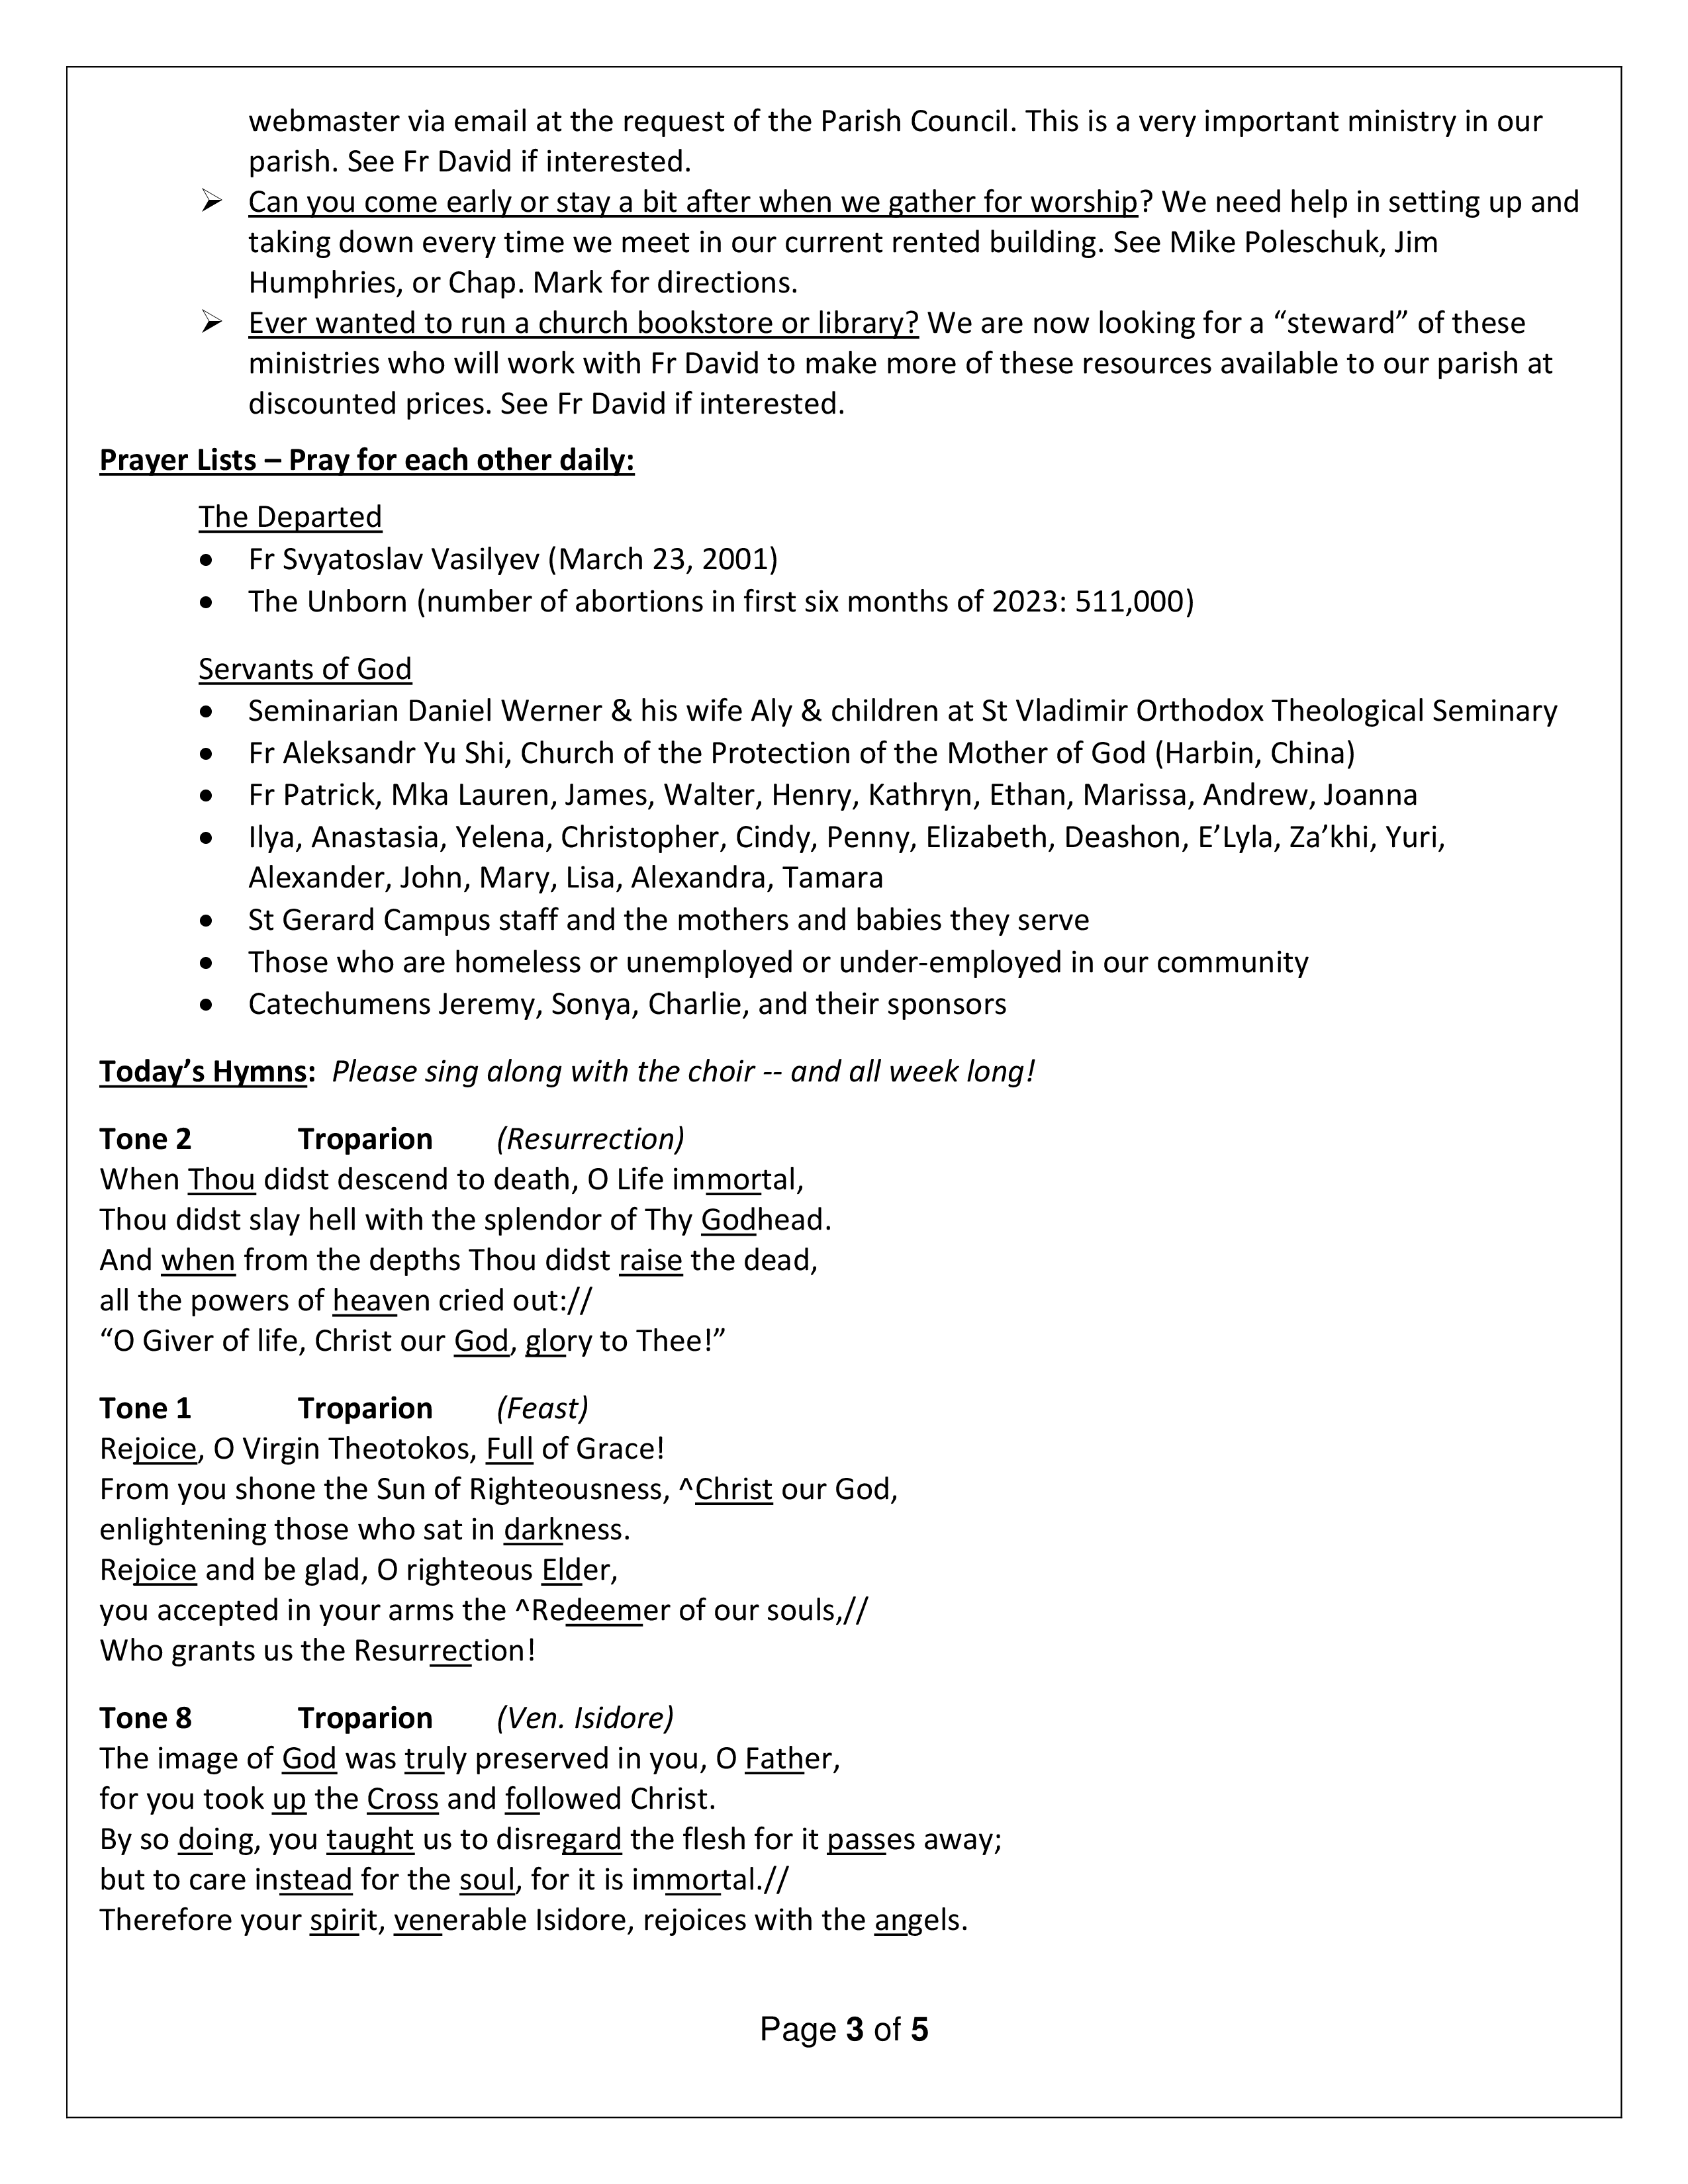 webmaster via email at the request of the Parish Council. This is a very important ministry in our
parish. See Fr David if interested.
➢ Can you come early or stay a bit after when we gather for worship? We need help in setting up and
taking down every time we meet in our current rented building. See Mike Poleschuk, Jim
Humphries, or Chap. Mark for directions.
➢ Ever wanted to run a church bookstore or library? We are now looking for a “steward” of these
ministries who will work with Fr David to make more of these resources available to our parish at
discounted prices. See Fr David if interested.
Prayer Lists – Pray for each other daily:
The Departed
• Fr Svyatoslav Vasilyev (March 23, 2001)
• The Unborn (number of abortions in first six months of 2023: 511,000)
Servants of God
• Seminarian Daniel Werner & his wife Aly & children at St Vladimir Orthodox Theological Seminary
• Fr Aleksandr Yu Shi, Church of the Protection of the Mother of God (Harbin, China)
• Fr Patrick, Mka Lauren, James, Walter, Henry, Kathryn, Ethan, Marissa, Andrew, Joanna
• Ilya, Anastasia, Yelena, Christopher, Cindy, Penny, Elizabeth, Deashon, E’Lyla, Za’khi, Yuri,
Alexander, John, Mary, Lisa, Alexandra, Tamara
• St Gerard Campus staff and the mothers and babies they serve
• Those who are homeless or unemployed or under-employed in our community
• Catechumens Jeremy, Sonya, Charlie, and their sponsors
Today’s Hymns: Please sing along with the choir -- and all week long!
Tone 2 Troparion (Resurrection)
When Thou didst descend to death, O Life immortal,
Thou didst slay hell with the splendor of Thy Godhead.
And when from the depths Thou didst raise the dead,
all the powers of heaven cried out://
“O Giver of life, Christ our God, glory to Thee!”
Tone 1 Troparion (Feast)
Rejoice, O Virgin Theotokos, Full of Grace!
From you shone the Sun of Righteousness, ^Christ our God,
enlightening those who sat in darkness.
Rejoice and be glad, O righteous Elder,
you accepted in your arms the ^Redeemer of our souls,//
Who grants us the Resurrection!
Tone 8 Troparion (Ven. Isidore)
The image of God was truly preserved in you, O Father,
for you took up the Cross and followed Christ.
By so doing, you taught us to disregard the flesh for it passes away;
but to care instead for the soul, for it is immortal.//
Therefore your spirit, venerable Isidore, rejoices with the angels.
Page 3 of 5